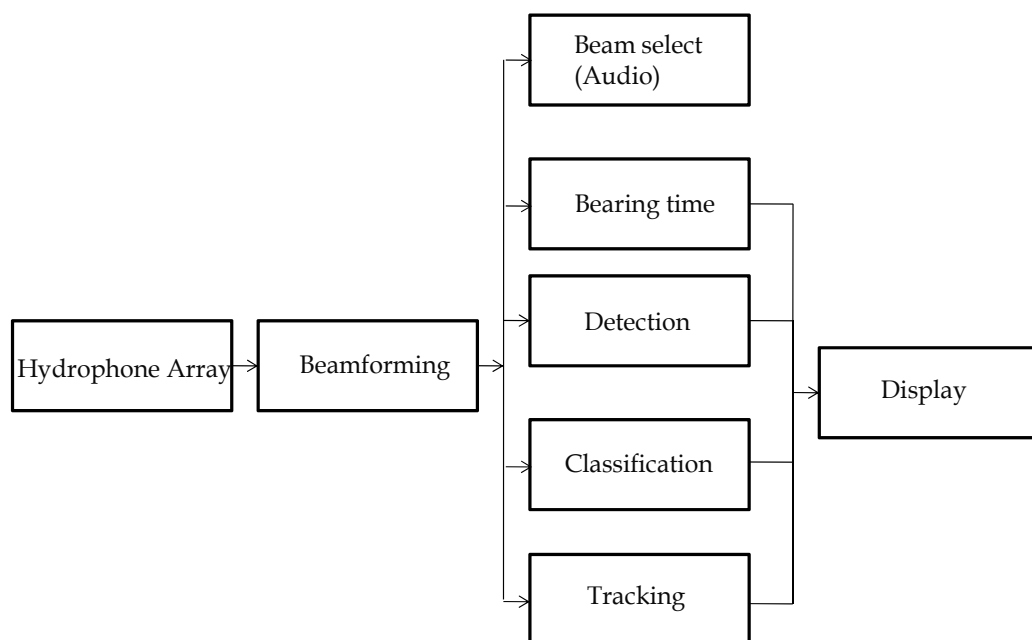 Beam select
(Audio)
Bearing time
Detection
Hydrophone Array
Beamforming
Display
Classification
Tracking